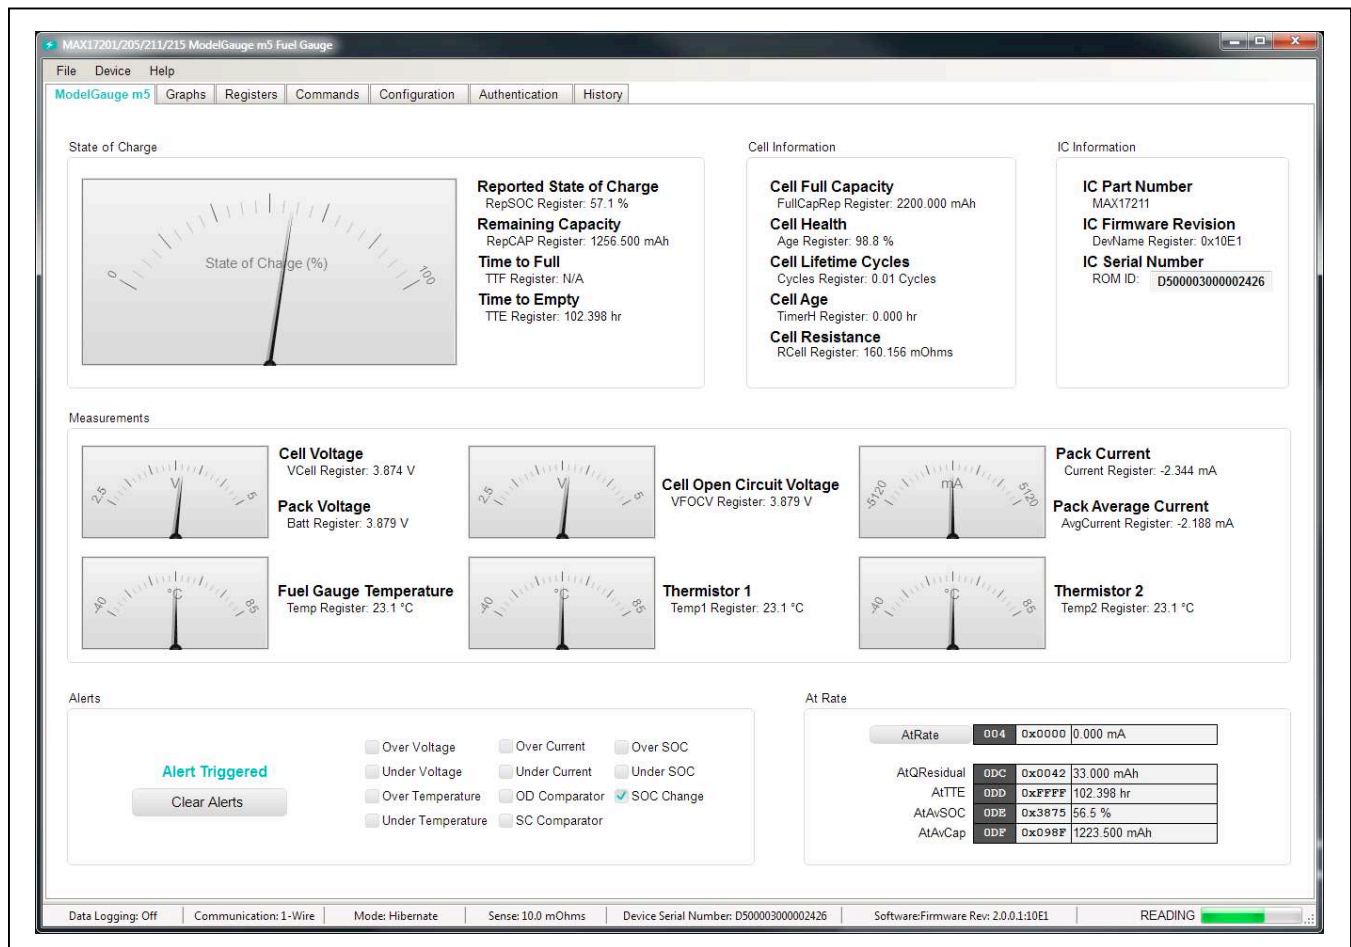 MAX17201/205/211/215 ModelGauge m5 Fuel Gauge
File Device Help
ModelGauge m5 Graphs Registers Commands Configuration Authentication History
State of Charge
0
State of Charge (%)
100
Reported State of Charge
RepSOC Register: 57.1 %
Remaining Capacity
RepCAP Register: 1256.500 mAh
Time to Full
TTF Register: N/A
Time to Empty
TTE Register: 102.398 hr
Cell Information
Cell Full Capacity
FullCapRep Register: 2200.000 mAh
Cell Health
Age Register: 98.8 %
Cell Lifetime Cycles
Cycles Register: 0.01 Cycles
Cell Age
TimerH Register: 0.000 hr
Cell Resistance
RCell Register: 160.156 mOhms
IC Information
IC Part Number
MAX17211
IC Firmware Revision
DevName Register: 0x10E1
IC Serial Number
ROM ID: D500003000002426
Measurements
2.5 V 5
Cell Voltage
VCell Register: 3.874 V
Pack Voltage
Batt Register: 3.879 V
2.5 V 5
Cell Open Circuit Voltage
VFOCV Register: 3.879 V
-5120 mA 5120
Pack Current
Current Register: -2.344 mA
Pack Average Current
AvgCurrent Register: -2.188 mA
-40 °C 85
Fuel Gauge Temperature
Temp Register: 23.1 °C
-40 °C 85
Thermistor 1
Temp1 Register: 23.1 °C
-40 °C 85
Thermistor 2
Temp2 Register: 23.1 °C
Alerts
Alert Triggered
Clear Alerts
Over Voltage Over Current Over SOC
Under Voltage Under Current Under SOC
Over Temperature OD Comparator SOC Change
Under Temperature SC Comparator
At Rate
AtRate 004 0x0000 0.000 mA
AtQResidual 0DC 0x0042 33.000 mAh
AtTTE 0DD 0xFFFF 102.398 hr
AtAvSOC 0DE 0x3875 56.5 %
AtAvCap 0DF 0x098F 1223.500 mAh
Data Logging: Off Communication: 1-Wire Mode: Hibernate Sense: 10.0 mOhms Device Serial Number: D500003000002426 Software:Firmware Rev: 2.0.0.1:10E1 READING